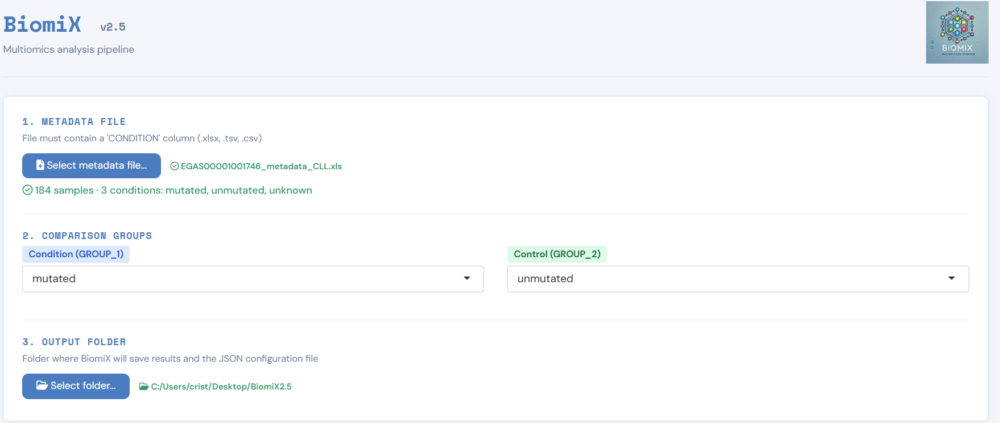 BiomiX v2.5
Multiomics analysis pipeline
BIOMIX
1. METADATA FILE
File must contain a 'CONDITION' column (.xlsx, .tsv, .csv)
Select metadata file...
EGAS00001001746_metadata_CLL.xls
184 samples · 3 conditions: mutated, unmutated, unknown
2. COMPARISON GROUPS
Condition (GROUP_1)
Control (GROUP_2)
mutated
unmutated
3. OUTPUT FOLDER
Folder where BiomiX will save results and the JSON configuration file
Select folder...
C:/Users/crist/Desktop/BiomiX2.5